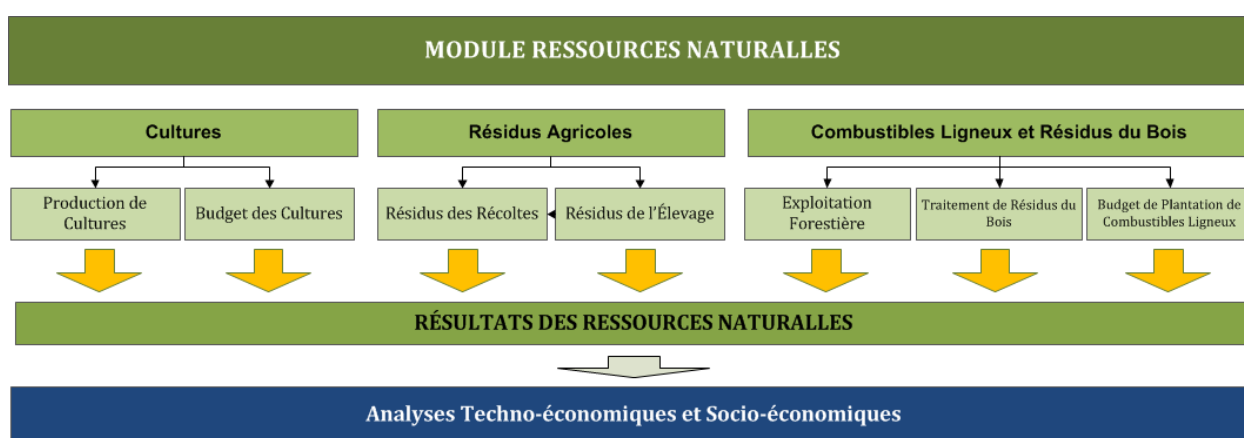 MODULE RESSOURCES NATURALLES
Cultures
Résidus Agricoles
Combustibles Ligneux et Résidus du Bois
Production de
Cultures
Budget des Cultures
Résidus des Récoltes
Résidus de l'Élevage
Exploitation
Forestière
Traitement de Résidus du
Bois
Budget de Plantation de
Combustibles Ligneux
RÉSULTATS DES RESSOURCES NATURALLES
Analyses Techno-économiques et Socio-économiques